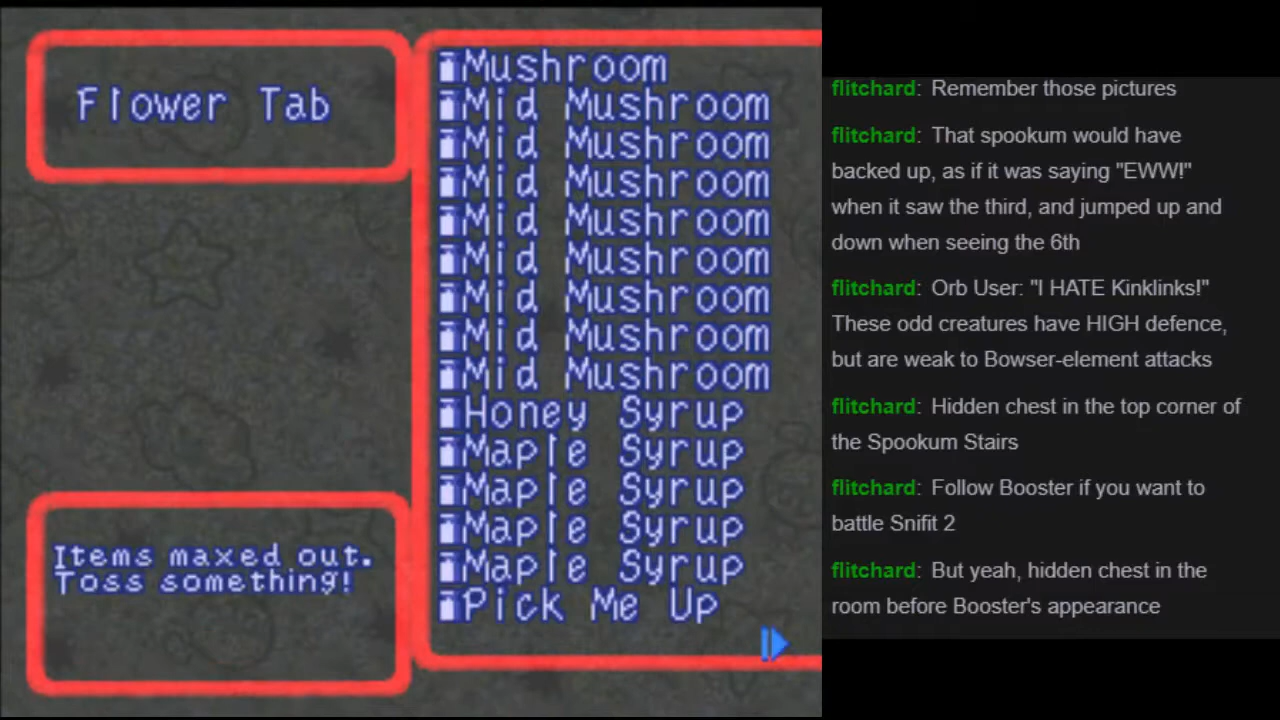 Flower Tab
Items maxed out.
Toss something!
Mushroom
Mid Mushroom
Mid Mushroom
Mid Mushroom
Mid Mushroom
Mid Mushroom
Mid Mushroom
Mid Mushroom
Mid Mushroom
Honey Syrup
Maple Syrup
Maple Syrup
Maple Syrup
Maple Syrup
Pick Me Up
flitchard: Remember those pictures
flitchard: That spookum would have
backed up, as if it was saying "EWW!"
when it saw the third, and jumped up and
down when seeing the 6th
flitchard: Orb User: "I HATE Kinklinks!"
These odd creatures have HIGH defence,
but are weak to Bowser-element attacks
flitchard: Hidden chest in the top corner of
the Spookum Stairs
flitchard: Follow Booster if you want to
battle Snifit 2
flitchard: But yeah, hidden chest in the
room before Booster's appearance